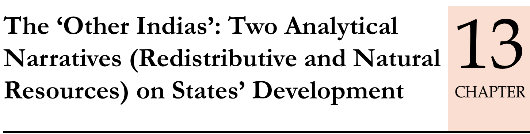 The ‘Other Indias’: Two Analytical
Narratives (Redistributive and Natural
Resources) on States’ Development
13
CHAPTER